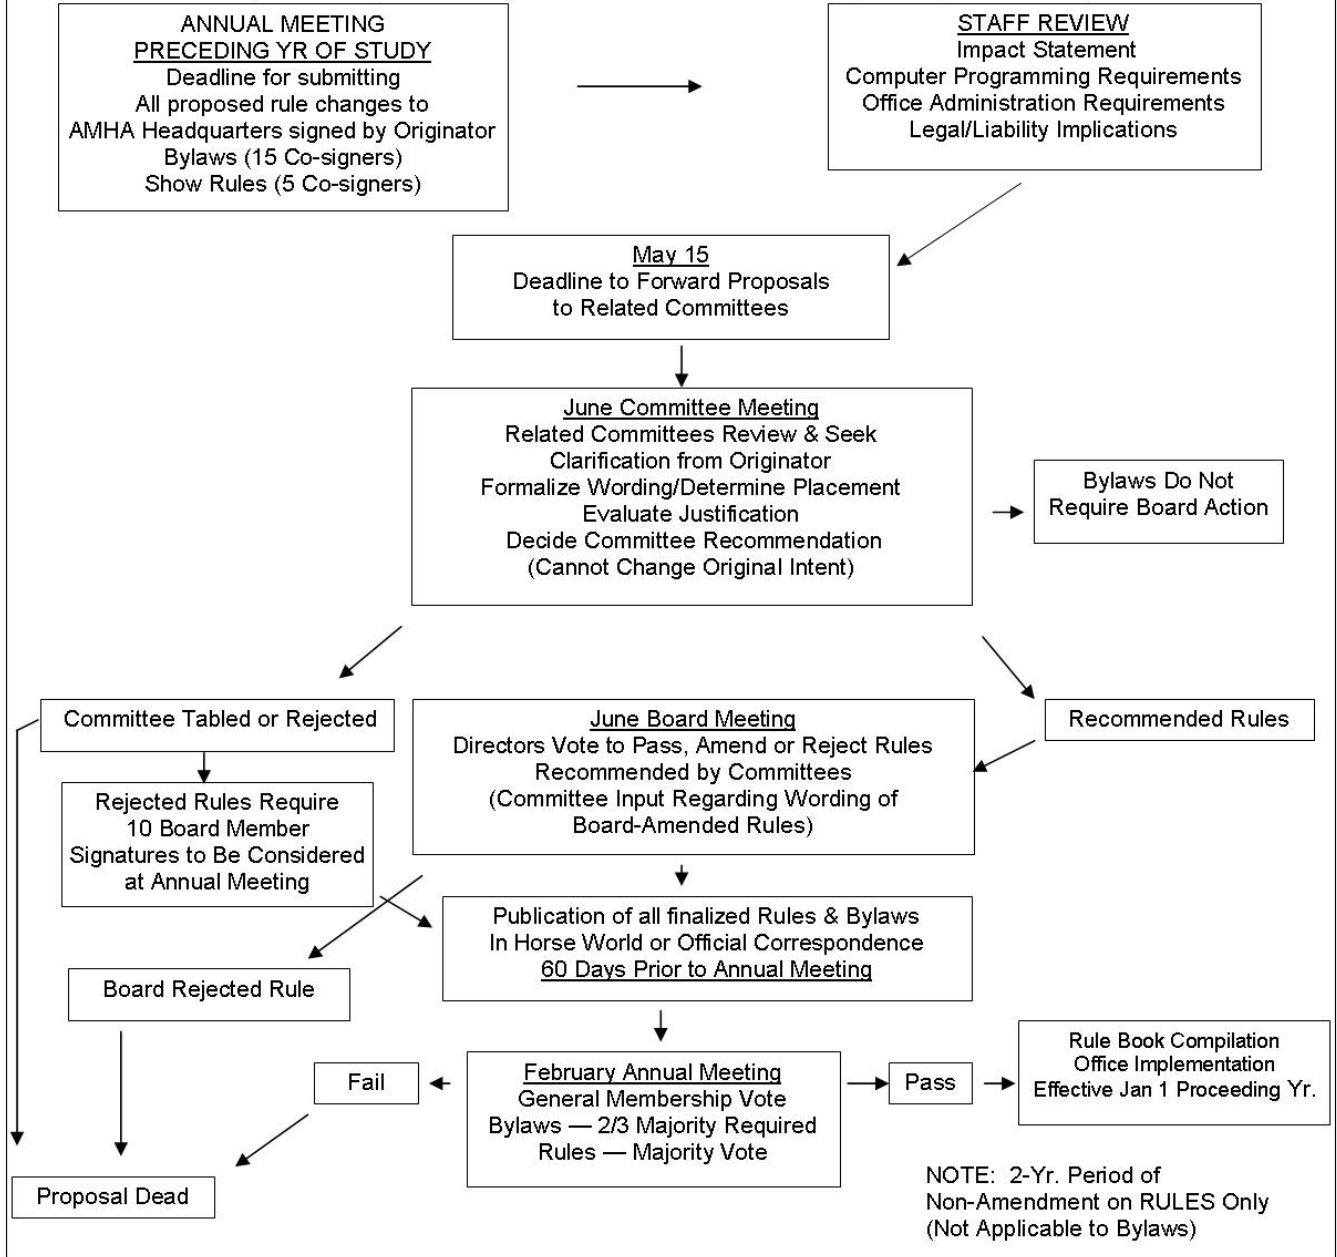 ANNUAL MEETING
PRECEDING YR OF STUDY
Deadline for submitting
All proposed rule changes to
AMHA Headquarters signed by Originator
Bylaws (15 Co-signers)
Show Rules (5 Co-signers)
STAFF REVIEW
Impact Statement
Computer Programming Requirements
Office Administration Requirements
Legal/Liability Implications
May 15
Deadline to Forward Proposals
to Related Committees
June Committee Meeting
Related Committees Review & Seek
Clarification from Originator
Formalize Wording/Determine Placement
Evaluate Justification
Decide Committee Recommendation
(Cannot Change Original Intent)
Bylaws Do Not
Require Board Action
Committee Tabled or Rejected
June Board Meeting
Directors Vote to Pass, Amend or Reject Rules
Recommended by Committees
(Committee Input Regarding Wording of
Board-Amended Rules)
Recommended Rules
Rejected Rules Require
10 Board Member
Signatures to Be Considered
at Annual Meeting
Publication of all finalized Rules & Bylaws
In Horse World or Official Correspondence
60 Days Prior to Annual Meeting
Board Rejected Rule
Fail
February Annual Meeting
General Membership Vote
Bylaws — 2/3 Majority Required
Rules — Majority Vote
Pass
Rule Book Compilation
Office Implementation
Effective Jan 1 Proceeding Yr.
Proposal Dead
NOTE: 2-Yr. Period of
Non-Amendment on RULES Only
(Not Applicable to Bylaws)